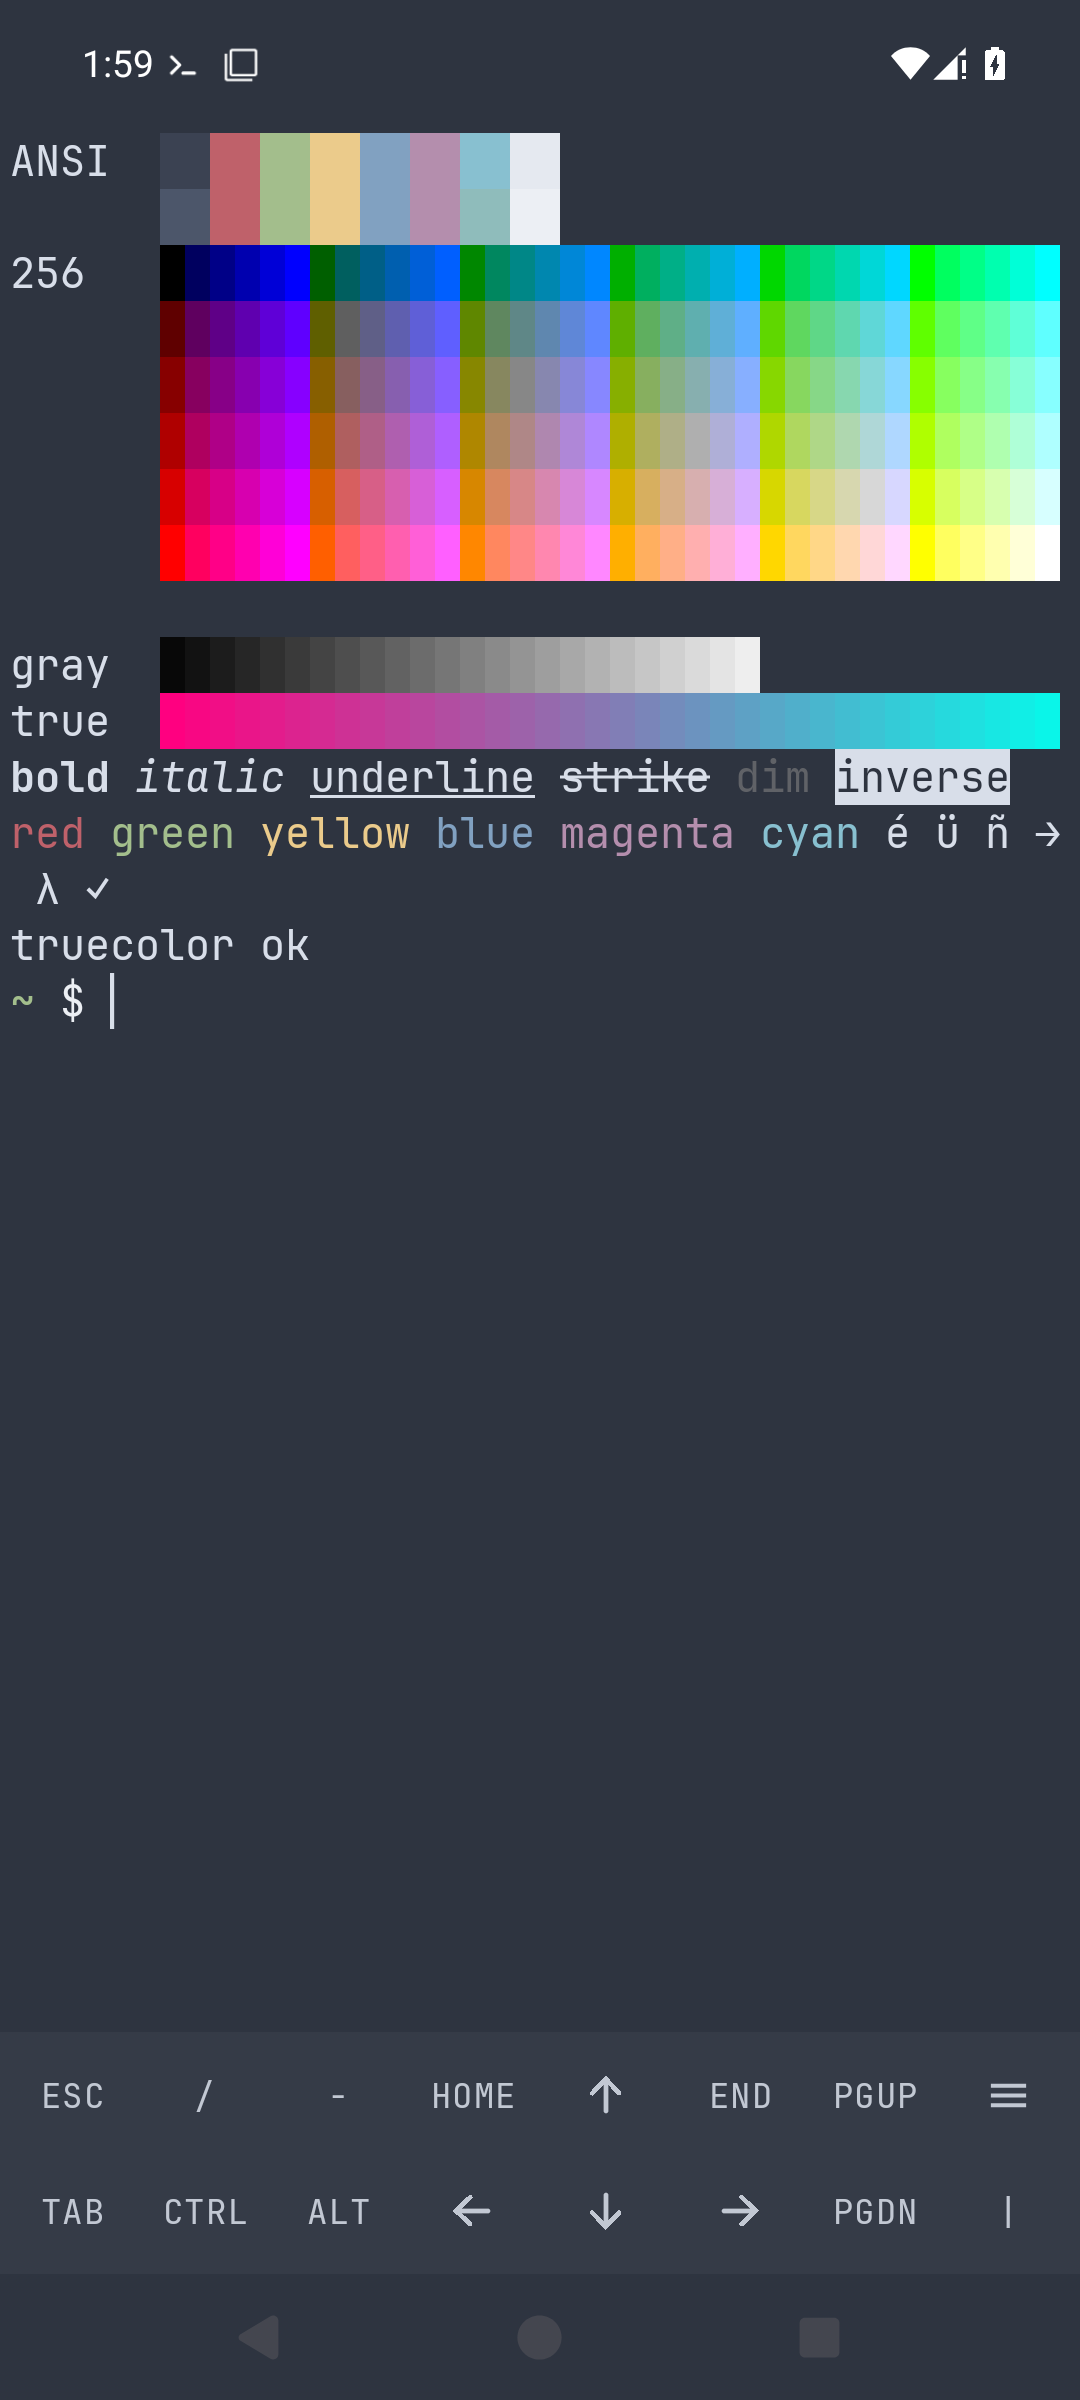 1:59
ANSI
256
gray
true
bold italic underline strike dim inverse
red green yellow blue magenta cyan é Ü ñ →
λ ✓
truecolor ok
~ $
ESC / - HOME ↑ END PGUP ☰
TAB CTRL ALT ← ↓ → PGDN |